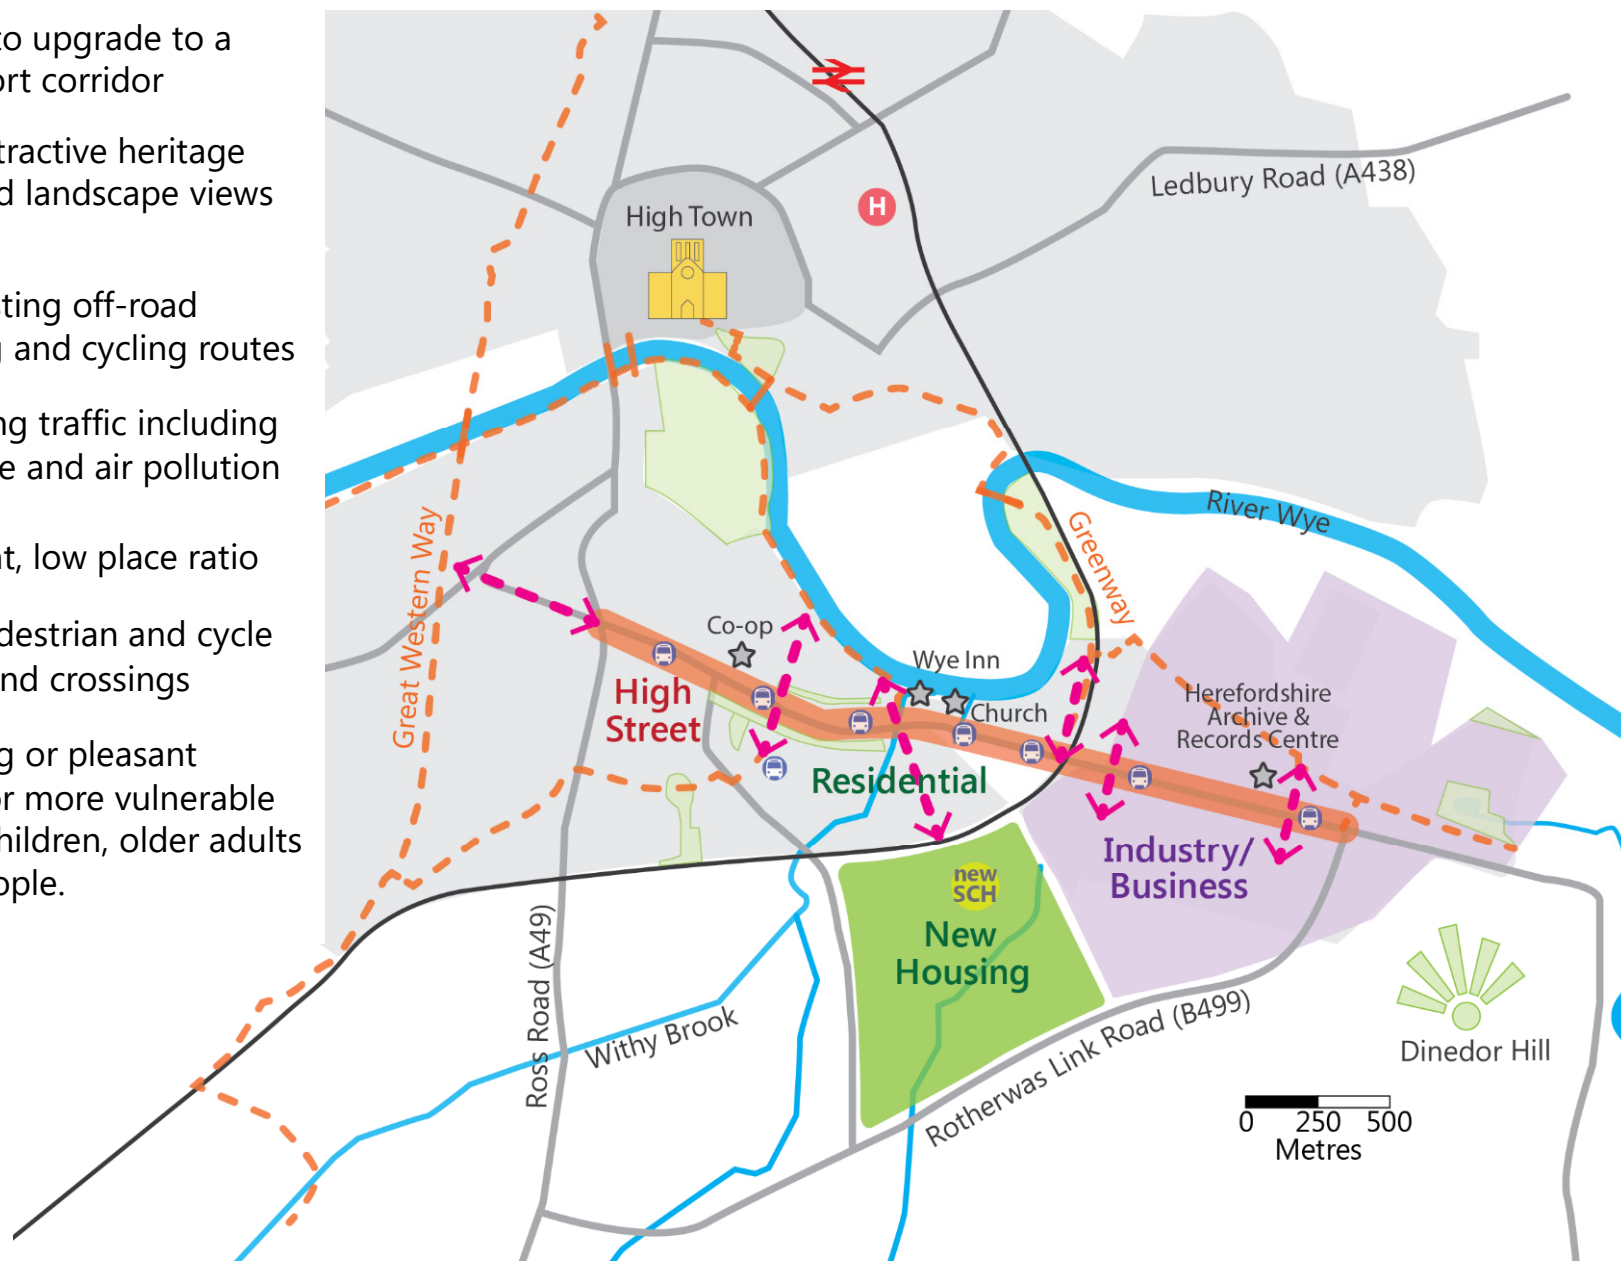 to upgrade to a
ort corridor
tractive heritage
d landscape views
sting off-road
g and cycling routes
ng traffic including
e and air pollution
t, low place ratio
destrian and cycle
nd crossings
g or pleasant
or more vulnerable
hildren, older adults
ople.
Ledbury Road (A438)
H
High Town
River Wye
Great Western Way
Greenway
Co-op
Wye Inn
Church
High
Street
Herefordshire
Archive &
Records Centre
Residential
Industry/
Business
new
SCH
New
Housing
Ross Road (A49)
Withy Brook
Rotherwas Link Road (B499)
Dinedor Hill
0 250 500
Metres